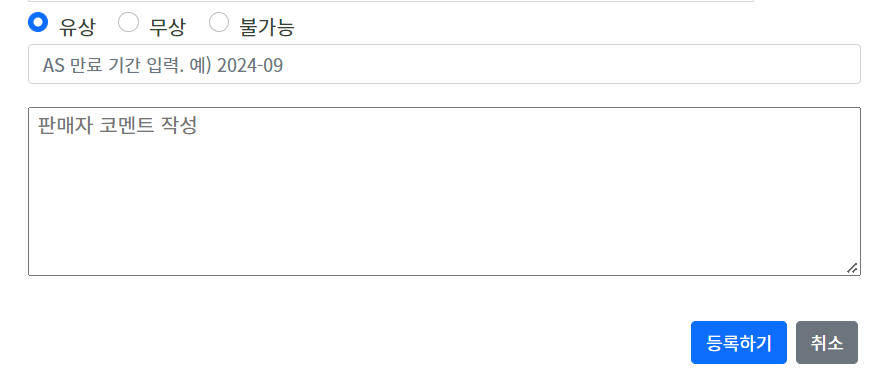 유상 무상 불가능
AS 만료 기간 입력. 예) 2024-09
판매자 코멘트 작성
등록하기 취소